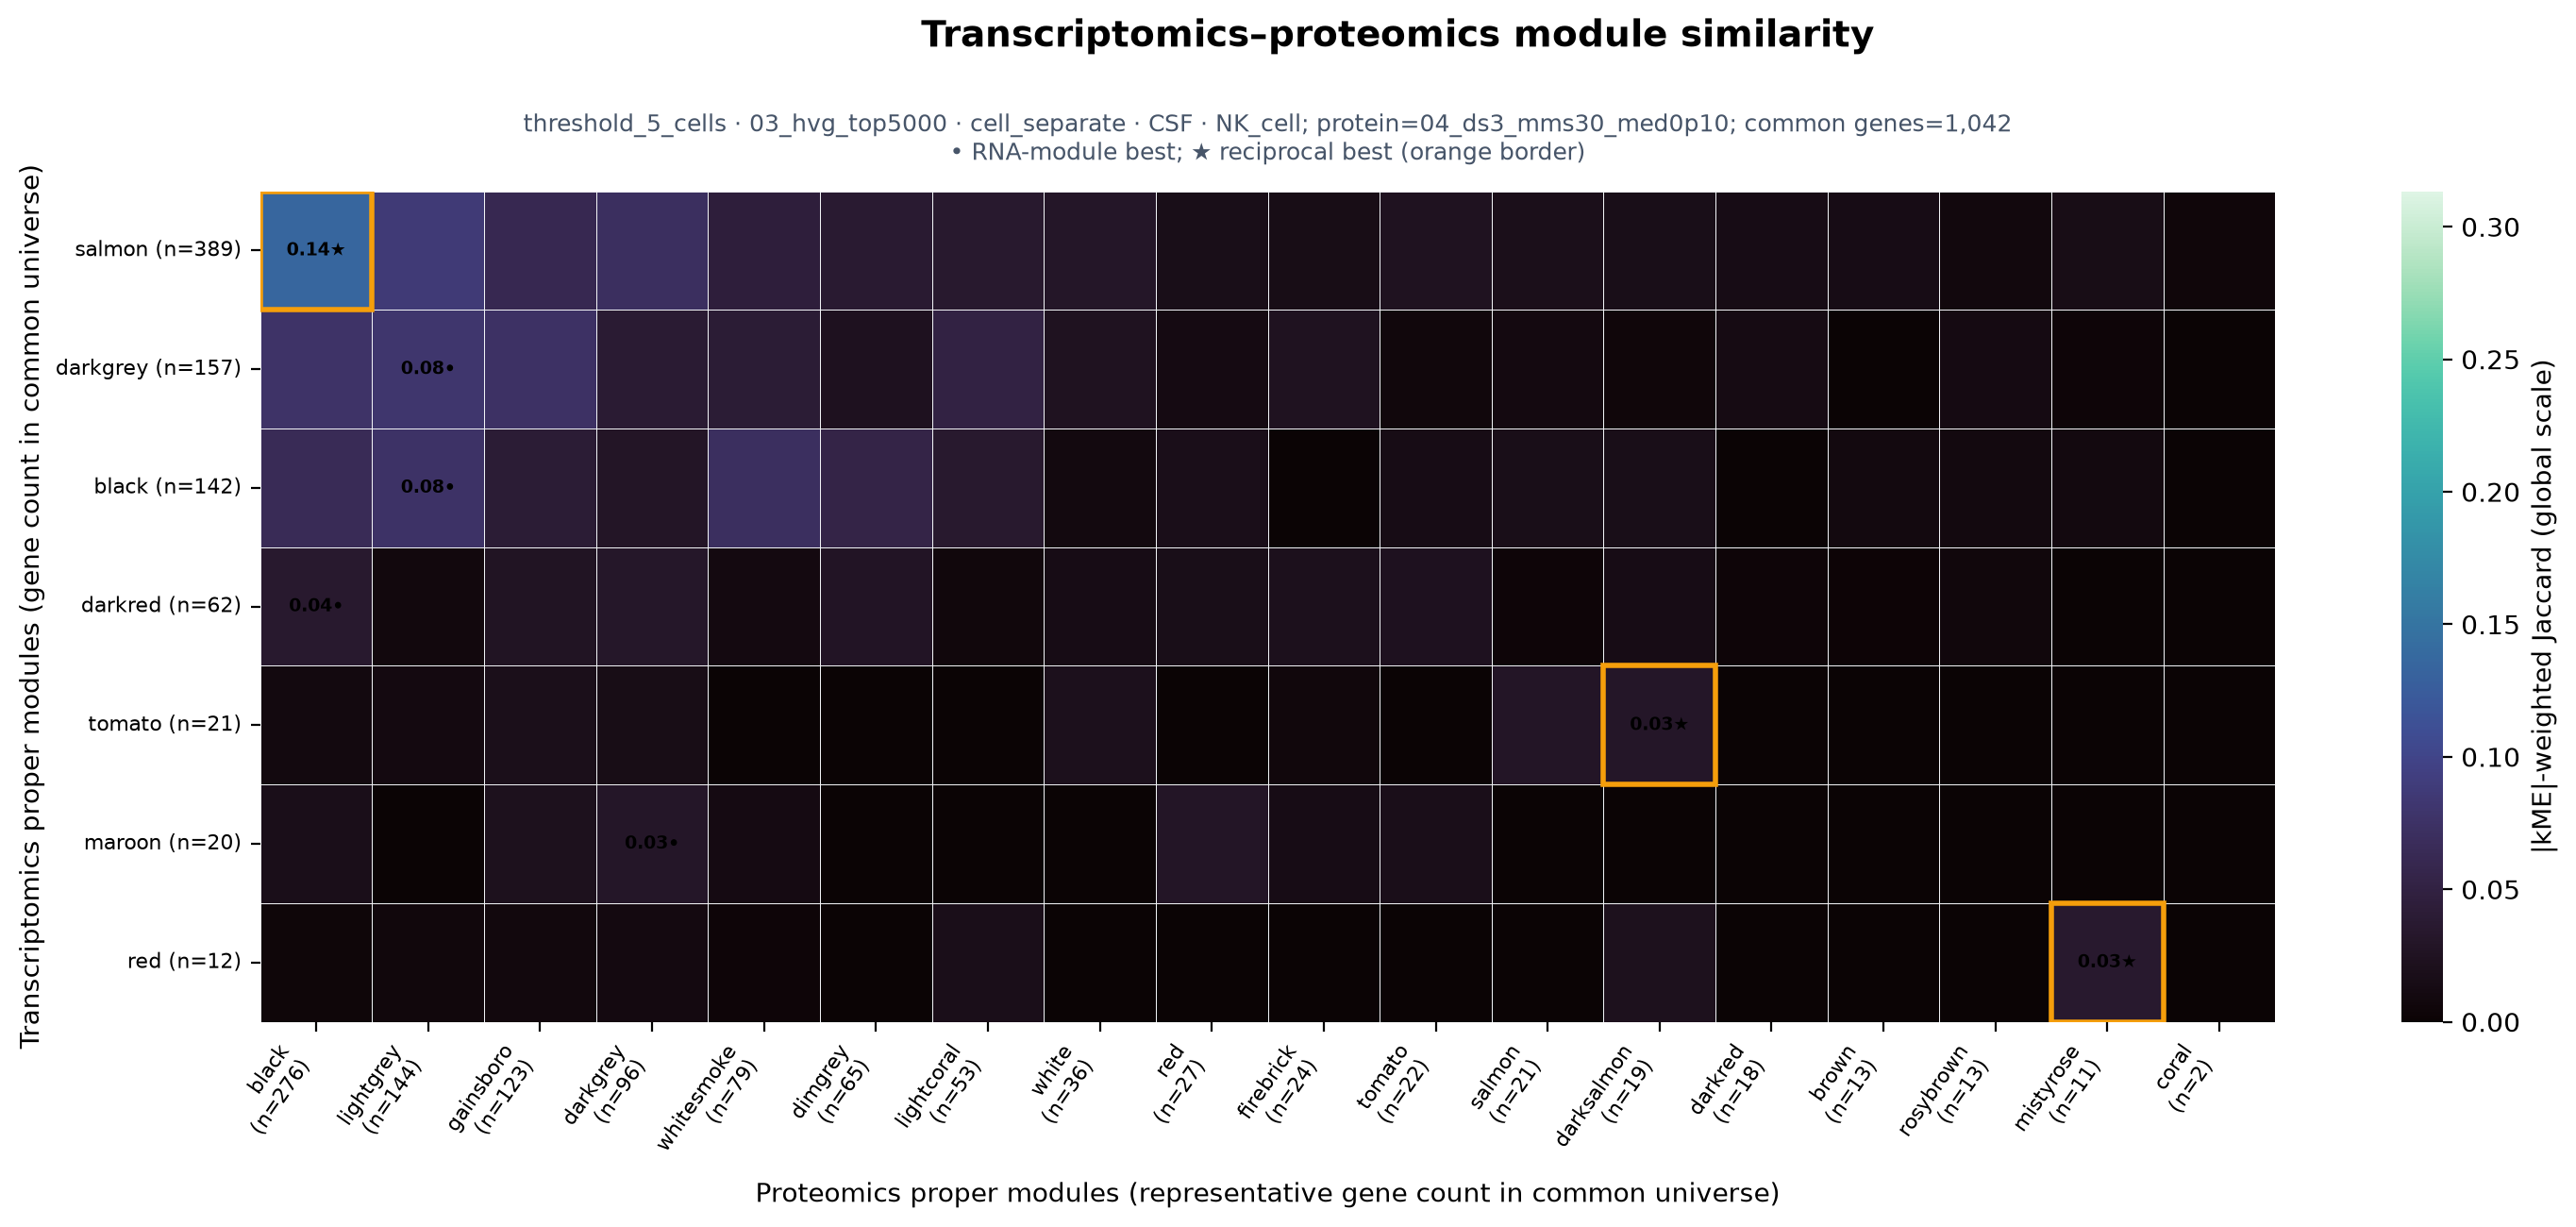 Transcriptomics–proteomics module similarity
threshold_5_cells · 03_hvg_top5000 · cell_separate · CSF · NK_cell; protein=04_ds3_mms30_med0p10; common genes=1,042
• RNA-module best; ★ reciprocal best (orange border)
Transcriptomics proper modules (gene count in common universe)
salmon (n=389)
darkgrey (n=157)
black (n=142)
darkred (n=62)
tomato (n=21)
maroon (n=20)
red (n=12)
0.14★
0.08•
0.08•
0.04•
0.03★
0.03•
0.03★
black
(n=276)
lightgrey
(n=144)
gainsboro
(n=123)
darkgrey
(n=96)
whitesmoke
(n=79)
dimgrey
(n=65)
lightcoral
(n=53)
white
(n=36)
red
(n=27)
firebrick
(n=24)
tomato
(n=22)
salmon
(n=21)
darksalmon
(n=19)
darkred
(n=18)
brown
(n=13)
rosybrown
(n=13)
mistyrose
(n=11)
coral
(n=2)
Proteomics proper modules (representative gene count in common universe)
0.30
0.25
0.20
0.15
0.10
0.05
0.00
|kME|-weighted Jaccard (global scale)